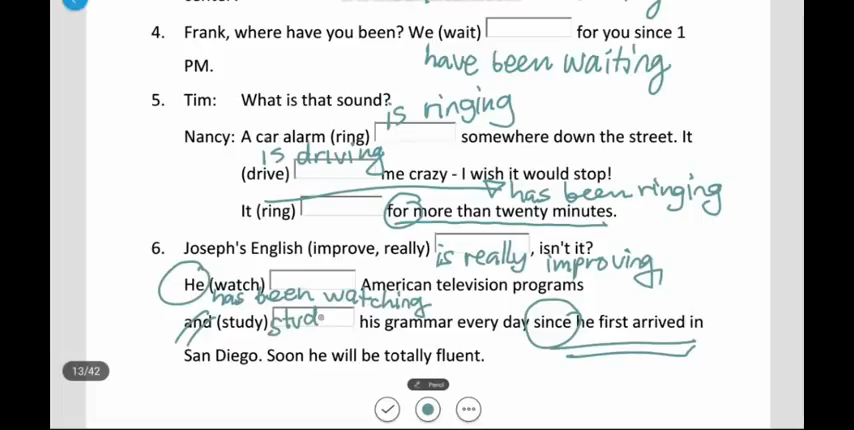 4. Frank, where have you been? We (wait) for you since 1
PM.
have been waiting
5. Tim: What is that sound?
is ringing
Nancy: A car alarm (ring) somewhere down the street. It
is driving
(drive) me crazy - I wish it would stop!
has been ringing
It (ring) for more than twenty minutes.
6. Joseph's English (improve, really) is really improving, isn't it?
He (watch) American television programs
has been watching
and (study) stud his grammar every day since he first arrived in
San Diego. Soon he will be totally fluent.
13/42
Pencil